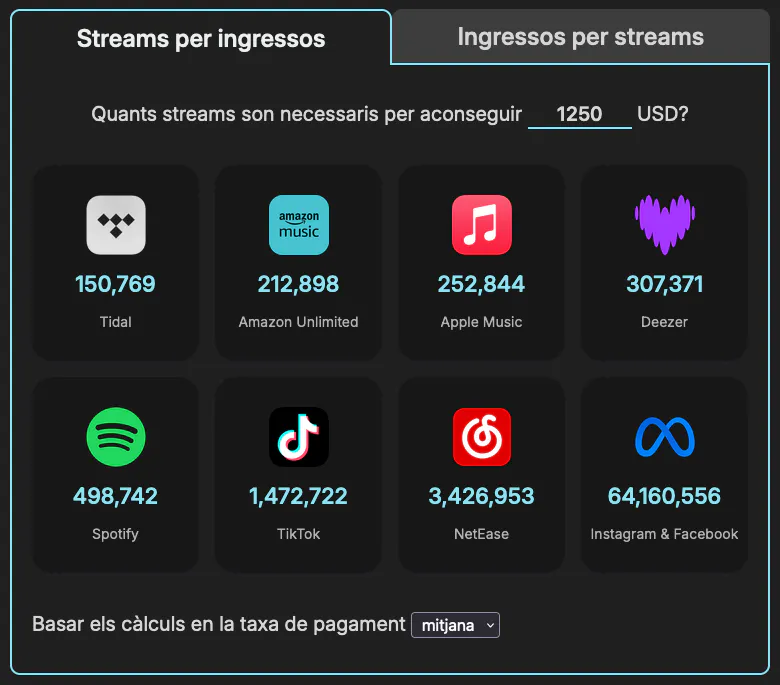 Streams per ingressos
Ingressos per streams
Quants streams son necessaris per aconseguir 1250 USD?
amazon
music
150,769
212,898
252,844
307,371
Tidal
Amazon Unlimited
Apple Music
Deezer
498,742
1,472,722
3,426,953
64,160,556
Spotify
TikTok
NetEase
Instagram & Facebook
Basar els càlculs en la taxa de pagament mitjana